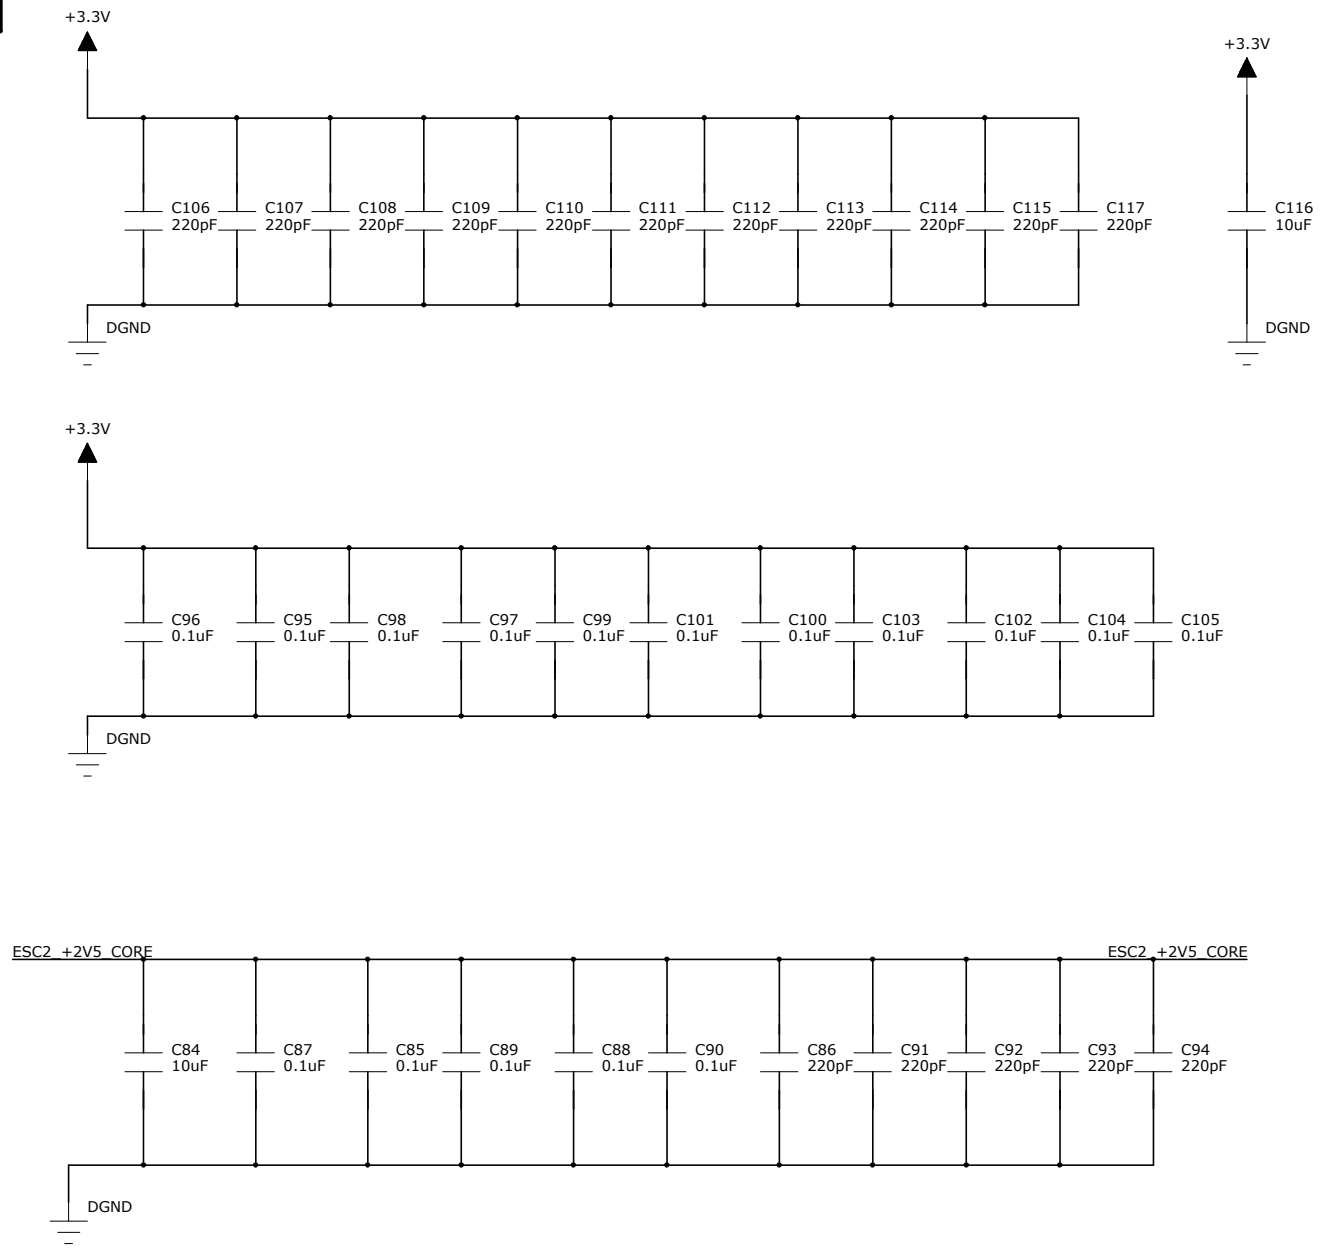 +3.3V
+3.3V
C106 C107 C108 C109 C110 C111 C112 C113 C114 C115 C117 C116
220pF 220pF 220pF 220pF 220pF 220pF 220pF 220pF 220pF 220pF 220pF 10uF
DGND DGND
+3.3V
C96 C95 C98 C97 C99 C101 C100 C103 C102 C104 C105
0.1uF 0.1uF 0.1uF 0.1uF 0.1uF 0.1uF 0.1uF 0.1uF 0.1uF 0.1uF 0.1uF
DGND
ESC2_+2V5_CORE ESC2_+2V5_CORE
C84 C87 C85 C89 C88 C90 C86 C91 C92 C93 C94
10uF 0.1uF 0.1uF 0.1uF 0.1uF 0.1uF 220pF 220pF 220pF 220pF 220pF
DGND